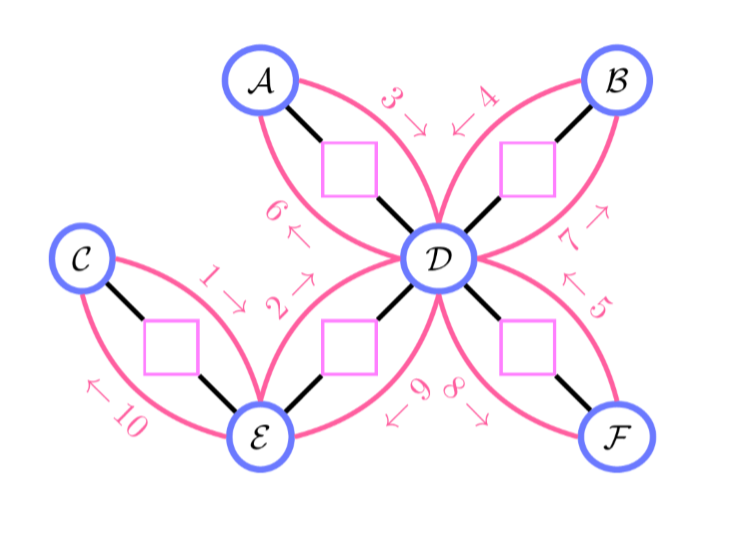 𝒜
ℬ
3 →
← 4
6 ←
7 →
𝒞
𝒟
1 →
2 →
← 5
← 10
← 9
8 →
ℰ
ℱ